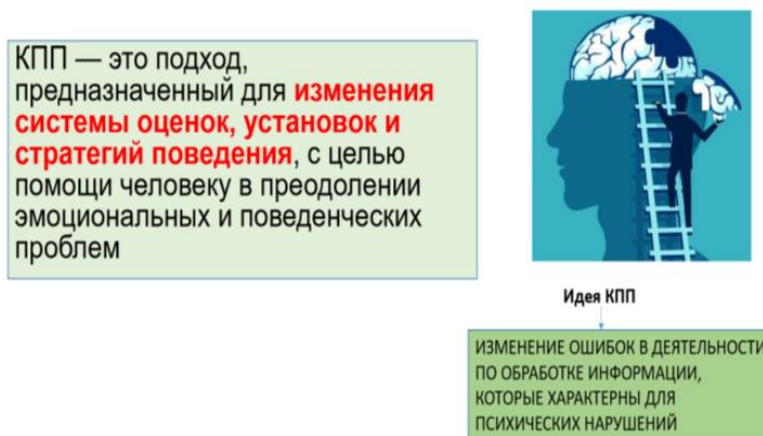 КПП — это подход,
предназначенный для изменения
системы оценок, установок и
стратегий поведения, с целью
помощи человеку в преодолении
эмоциональных и поведенческих
проблем
Идея КПП
ИЗМЕНЕНИЕ ОШИБОК В ДЕЯТЕЛЬНОСТИ
ПО ОБРАБОТКЕ ИНФОРМАЦИИ,
КОТОРЫЕ ХАРАКТЕРНЫ ДЛЯ
ПСИХИЧЕСКИХ НАРУШЕНИЙ